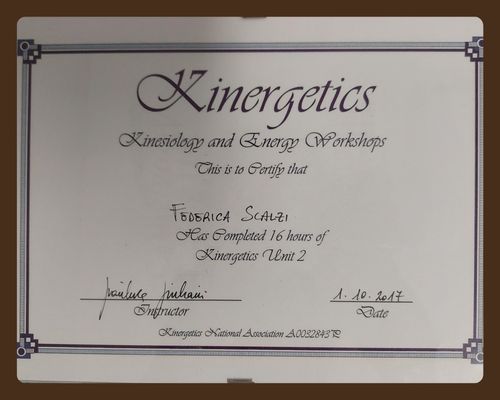 Kinergetics
Kinesiology and Energy Workshops
This is to Certify that
FEDERICA SCALZI
Has Completed 16 hours of
Kinergetics Unit 2
1.10.2017
Instructor
Date
Kinergetics National Association A0032843P